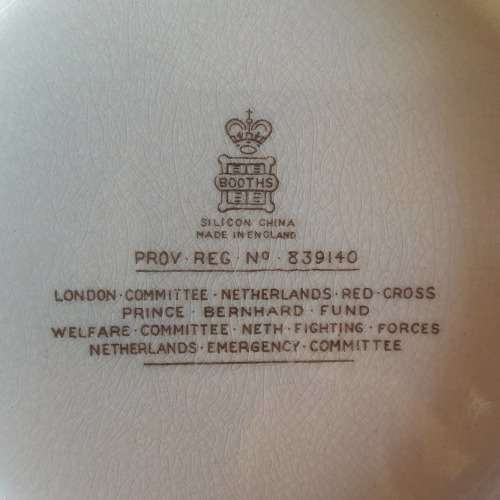 BOOTHS
SILICON CHINA
MADE IN ENGLAND
PROV · REG · Nº · 839140
LONDON · COMMITTEE · NETHERLANDS · RED · CROSS
PRINCE · BERNHARD · FUND
WELFARE · COMMITTEE · NETH · FIGHTING · FORCES
NETHERLANDS · EMERGENCY · COMMITTEE